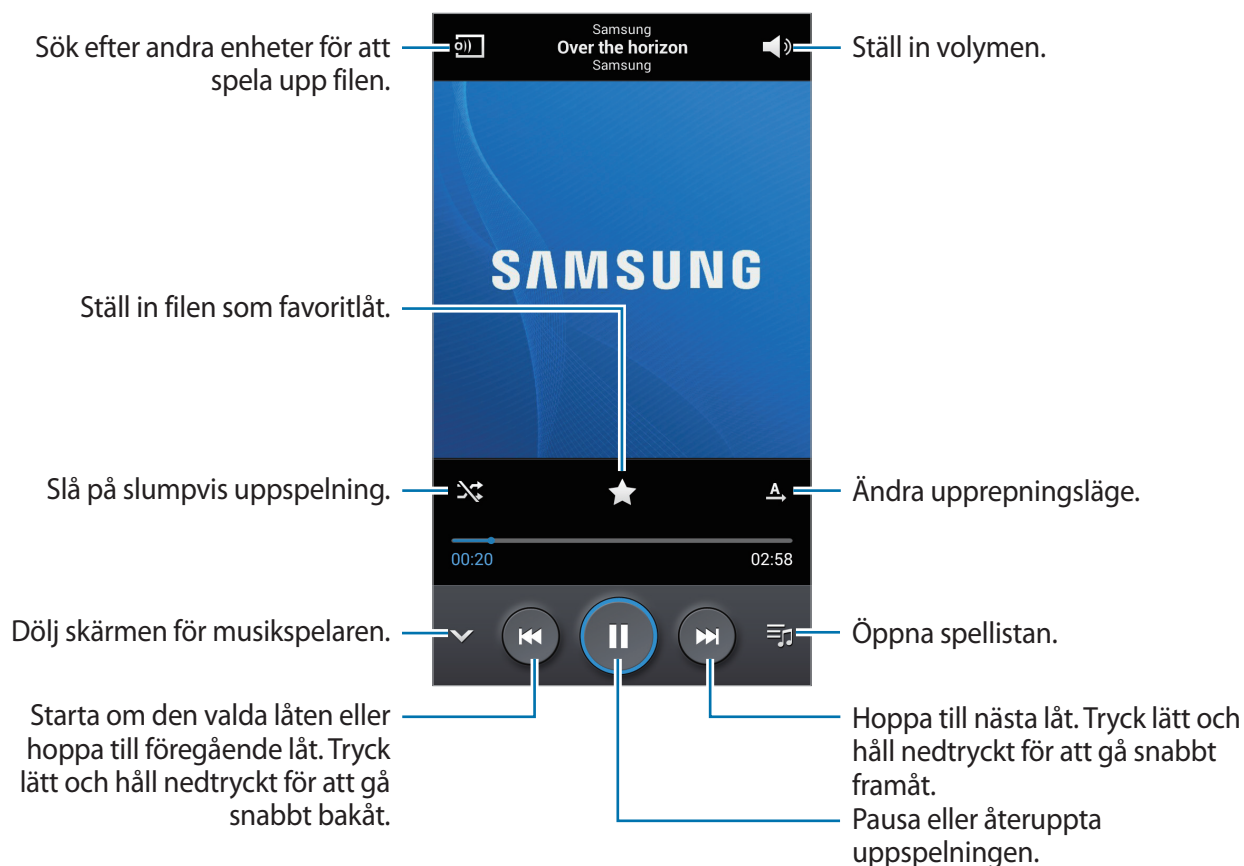 Sök efter andra enheter för att
spela upp filen.
Samsung
Over the horizon
Samsung
Ställ in volymen.
SAMSUNG
Ställ in filen som favoritlåt.
Slå på slumpvis uppspelning.
A
Ändra upprepningsläge.
00:20
02:58
Dölj skärmen för musikspelaren.
Öppna spellistan.
Starta om den valda låten eller
hoppa till föregående låt. Tryck
lätt och håll nedtryckt för att gå
snabbt bakåt.
Hoppa till nästa låt. Tryck lätt och
håll nedtryckt för att gå snabbt
framåt.
Pausa eller återuppta
uppspelningen.